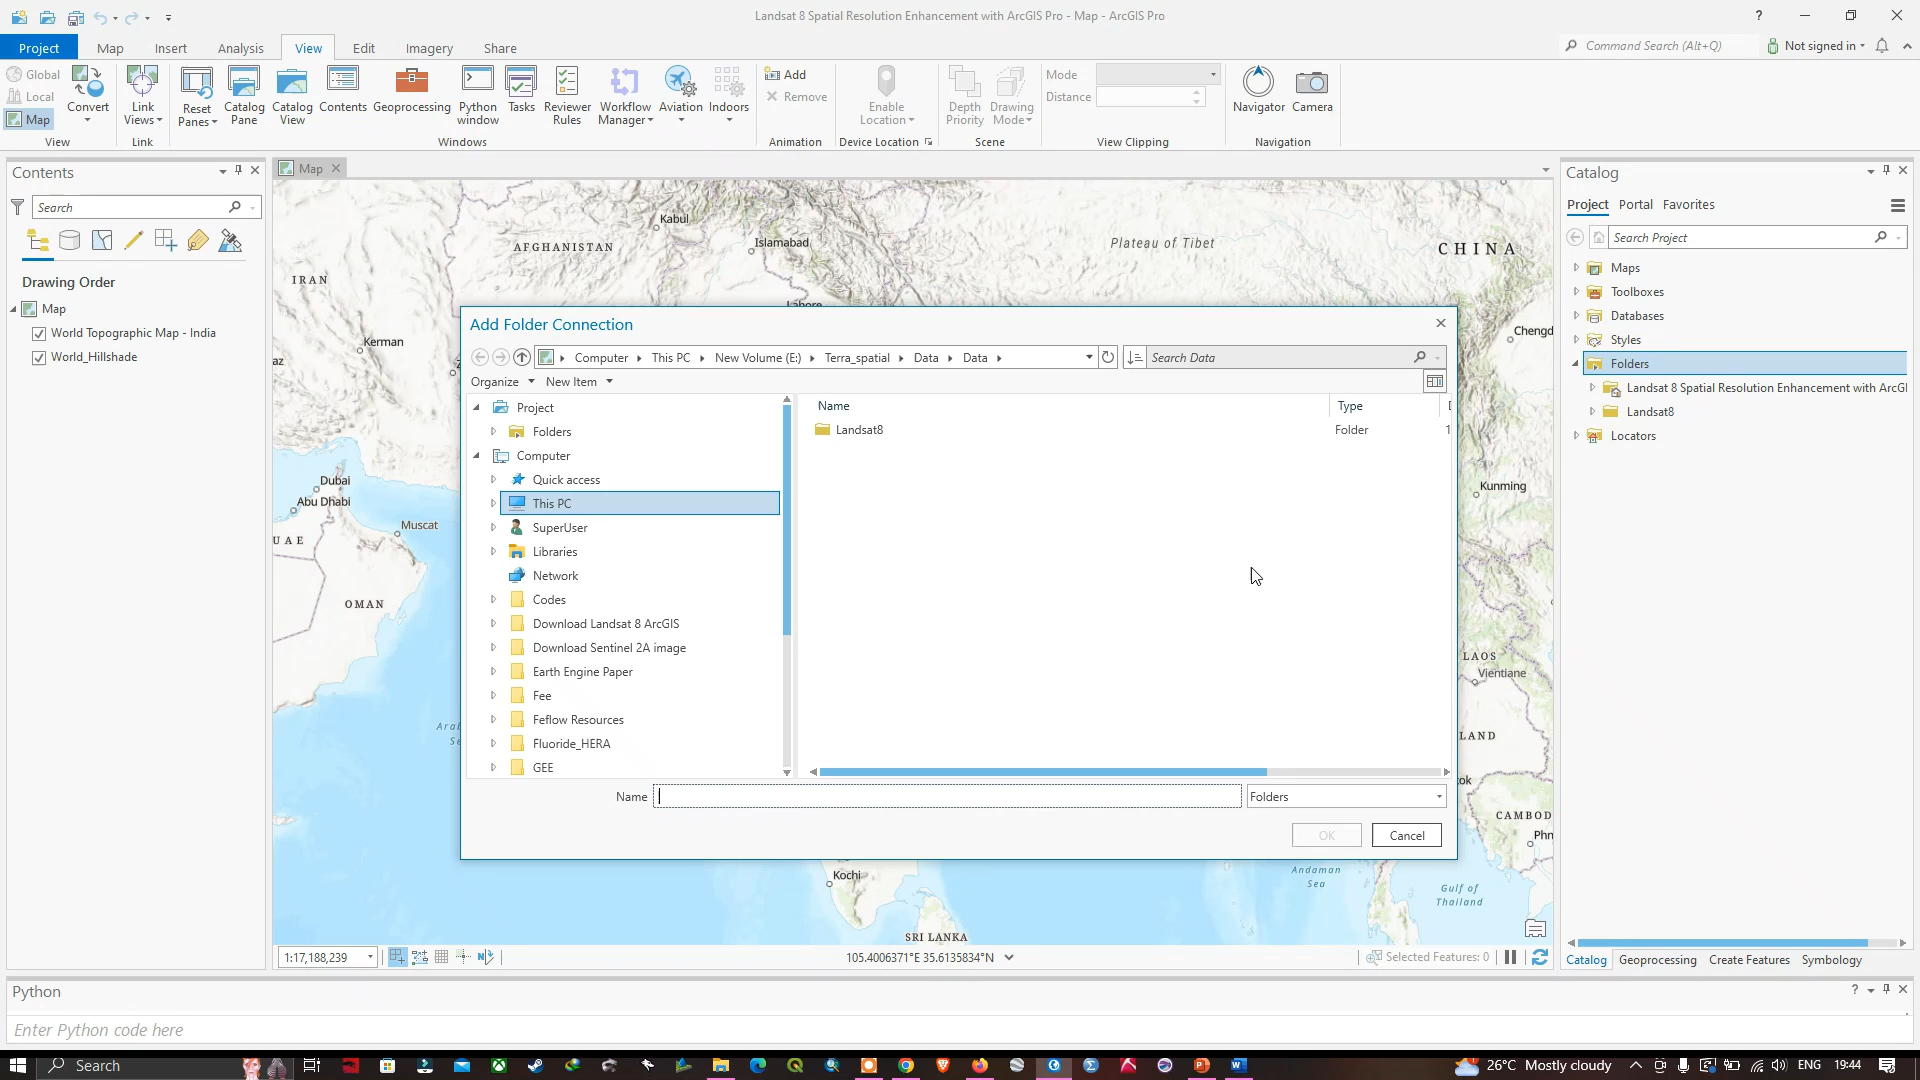 Landsat 8 Spatial Resolution Enhancement with ArcGIS Pro - Map - ArcGIS Pro
?
Project Map Insert Analysis View Edit Imagery Share
Command Search (Alt+Q)
Not signed in
Global
Local
Map
Convert
View
Link Views
Link
Reset Panes
Catalog Pane
Catalog View
Contents
Geoprocessing
Python window
Tasks
Reviewer Rules
Workflow Manager
Aviation
Indoors
Windows
Add
Remove
Animation
Enable Location
Device Location
Depth Priority
Drawing Mode
Scene
Mode
Distance
View Clipping
Navigator
Camera
Navigation
Contents
Search
Drawing Order
Map
World Topographic Map - India
World_Hillshade
Map
Kabul
AFGHANISTAN
Islamabad
Plateau of Tibet
CHINA
IRAN
Lahore
Kerman
Chengd
az
Dubai
Abu Dhabi
Muscat
UAE
OMAN
Kunming
LAOS
Vientiane
LAND
ok
CAMBOD
Phn
Kochi
Andaman
Sea
Gulf of
Thailand
SRI LANKA
Add Folder Connection
Computer This PC New Volume (E:) Terra_spatial Data Data
Search Data
Organize New Item
Project
Folders
Computer
Quick access
This PC
SuperUser
Libraries
Network
Codes
Download Landsat 8 ArcGIS
Download Sentinel 2A image
Earth Engine Paper
Fee
Feflow Resources
Fluoride_HERA
GEE
Name Type
Landsat8 Folder 1
Name
Folders
OK Cancel
1:17,188,239
105.4006371°E 35.6135834°N
Selected Features: 0
Catalog
Project Portal Favorites
Search Project
Maps
Toolboxes
Databases
Styles
Folders
Landsat 8 Spatial Resolution Enhancement with ArcGI
Landsat8
Locators
Catalog Geoprocessing Create Features Symbology
Python
?
Enter Python code here
Search
26°C Mostly cloudy
ENG
19:44